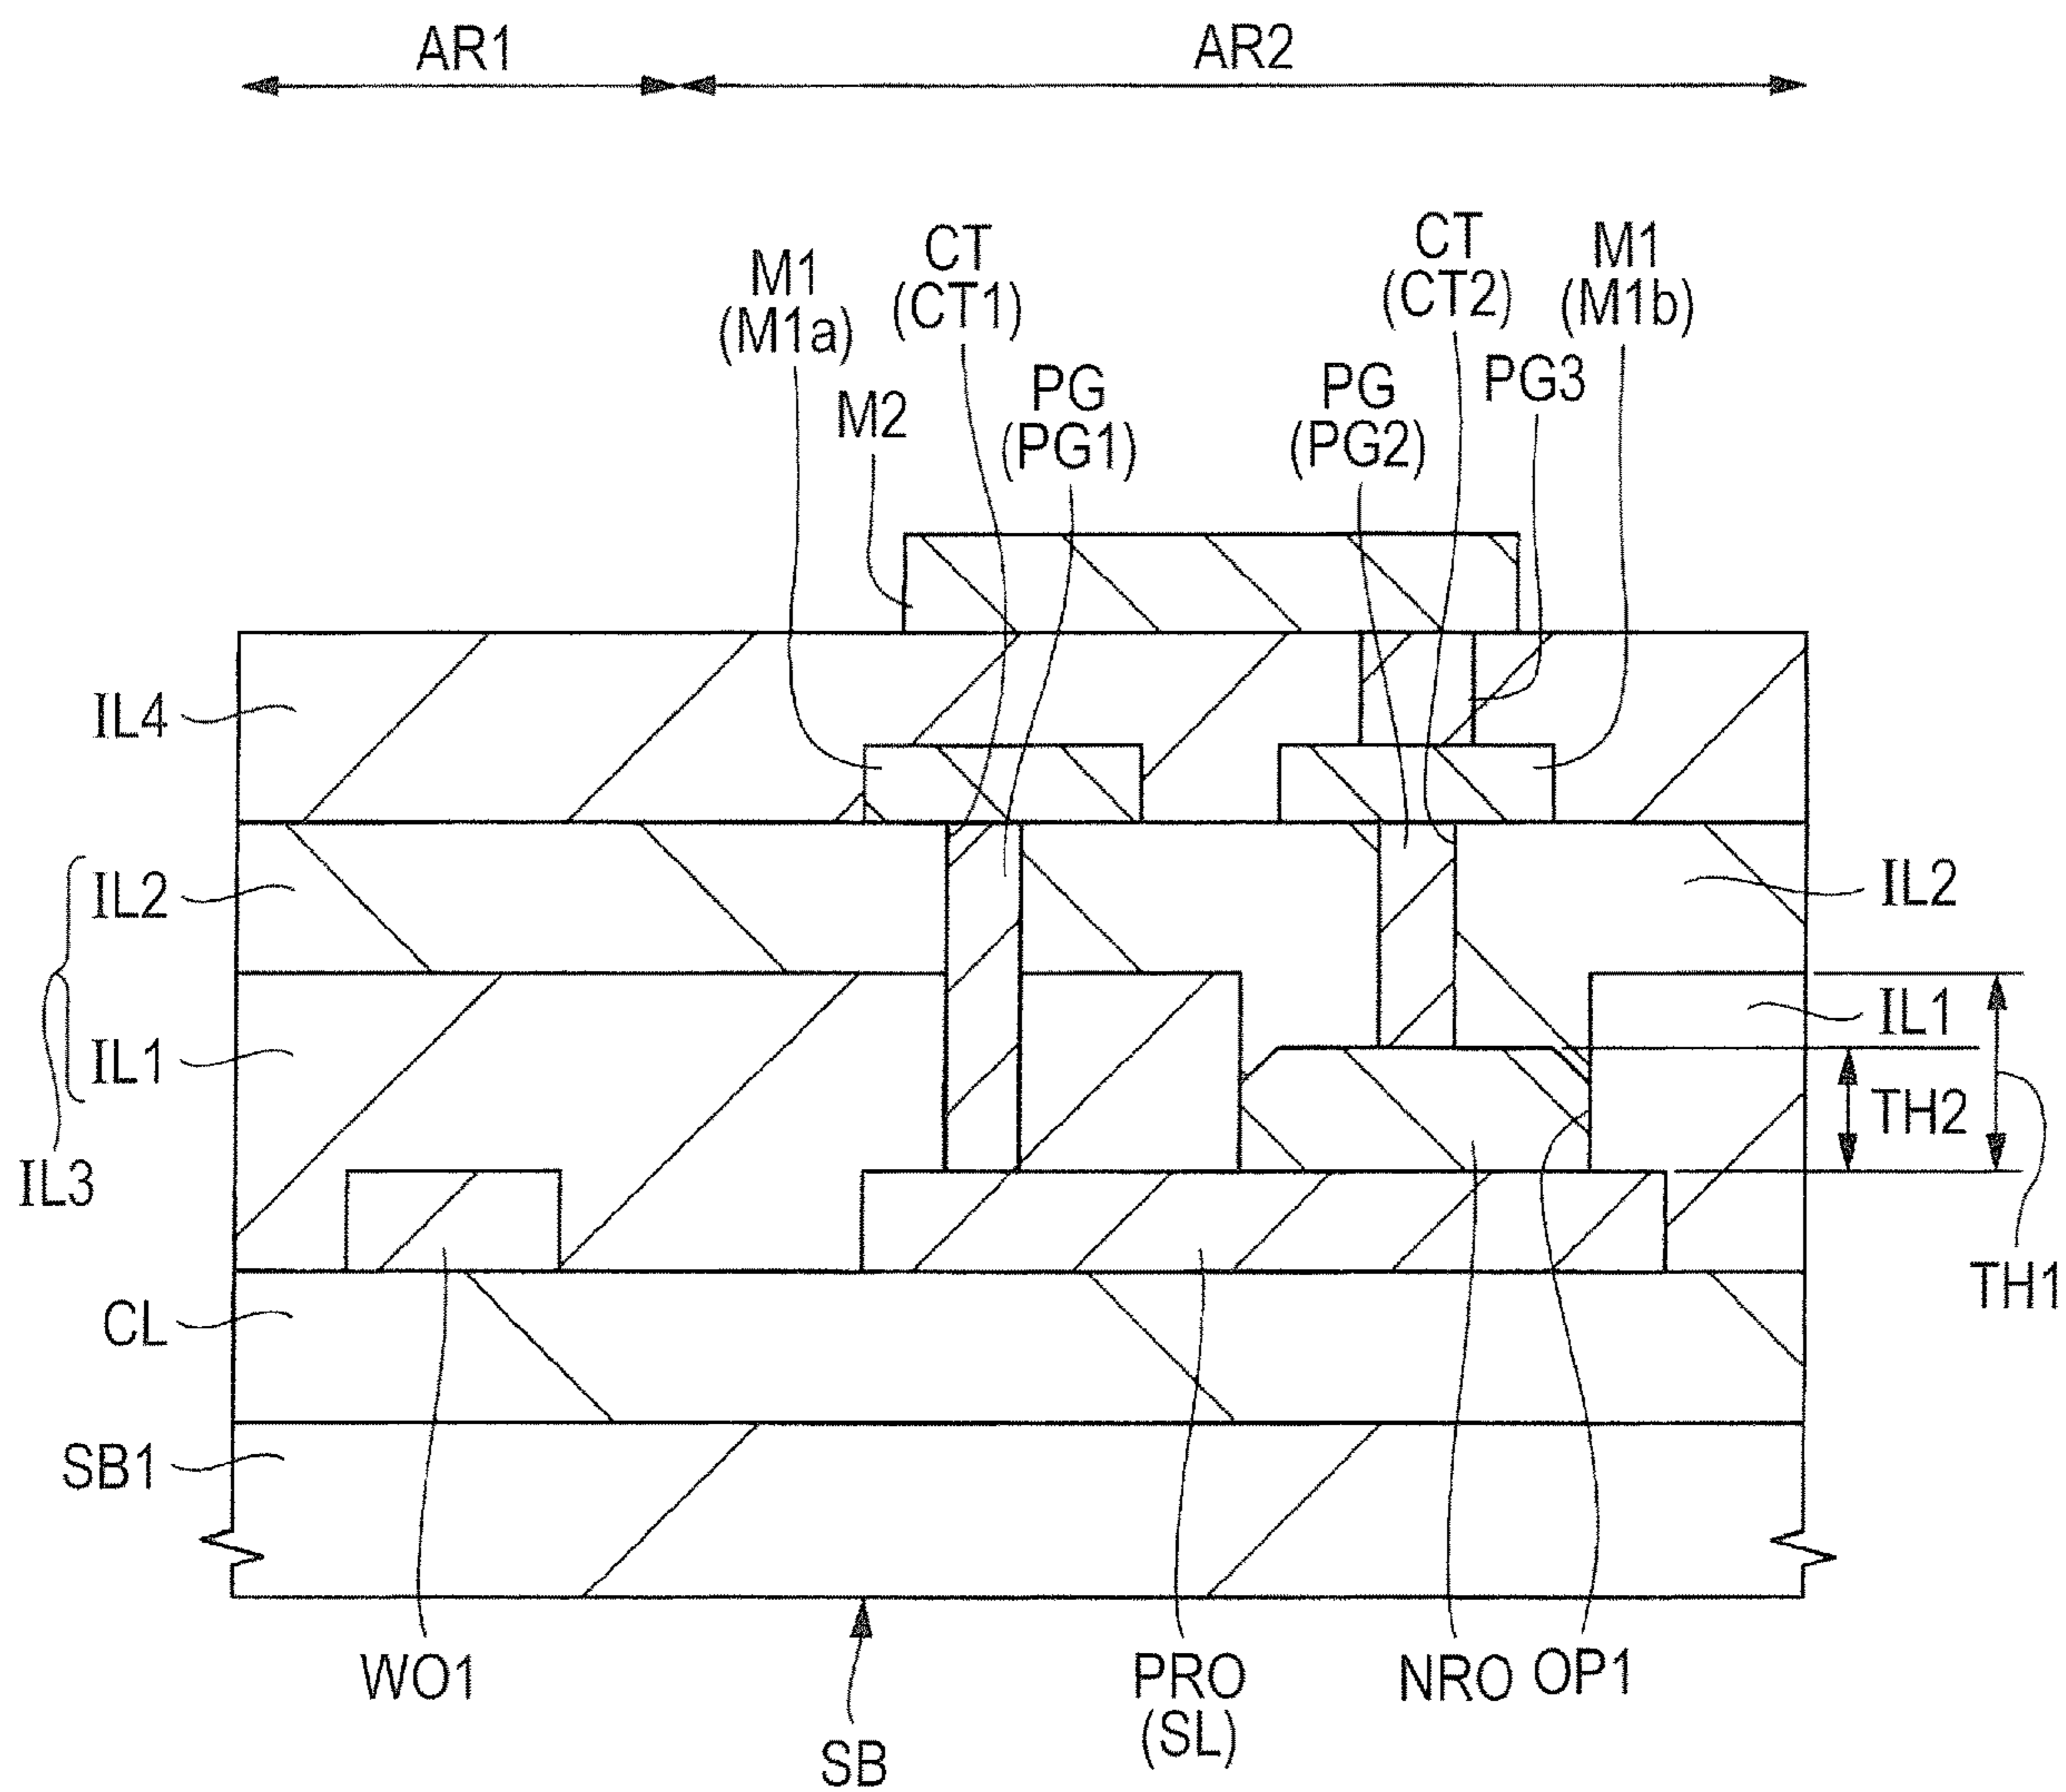 AR1
AR2
CT
(CT1)
CT
(CT2)
M1
(M1a)
M1
(M1b)
M2
PG
(PG1)
PG
(PG2)
PG3
IL4
IL2
IL2
IL1
IL1
IL3
TH2
TH1
CL
SB1
WO1
PRO
(SL)
NRO
OP1
SB